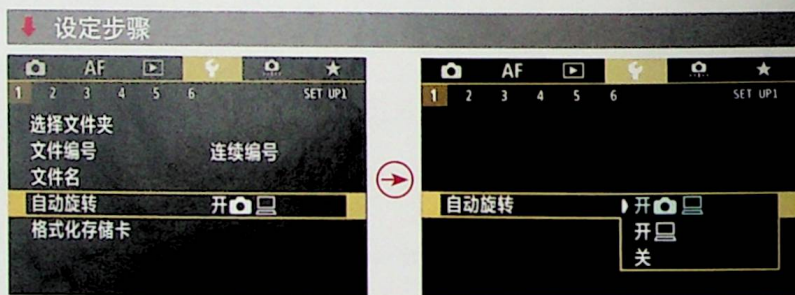 设定步骤
AF
1 2 3 4 5 6 SET UP1
选择文件夹
文件编号 连续编号
文件名
自动旋转 开
格式化存储卡
AF
1 2 3 4 5 6 SET UP1
自动旋转 开
开
关